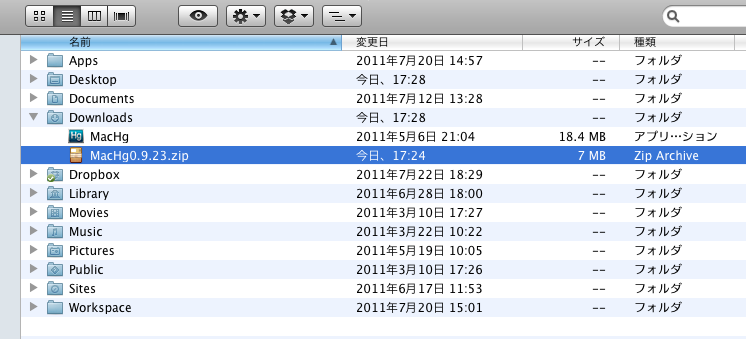 名前 変更日 サイズ 種類
Apps 2011年7月20日 14:57 -- フォルダ
Desktop 今日、17:28 -- フォルダ
Documents 2011年7月12日 13:28 -- フォルダ
Downloads 今日、17:28 -- フォルダ
Hg MacHg 2011年5月6日 21:04 18.4 MB アプリ…ション
MacHg0.9.23.zip 今日、17:24 7 MB Zip Archive
Dropbox 2011年7月22日 18:29 -- フォルダ
Library 2011年6月28日 18:00 -- フォルダ
Movies 2011年3月10日 17:27 -- フォルダ
Music 2011年3月22日 10:22 -- フォルダ
Pictures 2011年5月19日 10:05 -- フォルダ
Public 2011年3月10日 17:26 -- フォルダ
Sites 2011年6月17日 11:53 -- フォルダ
Workspace 2011年7月20日 15:01 -- フォルダ